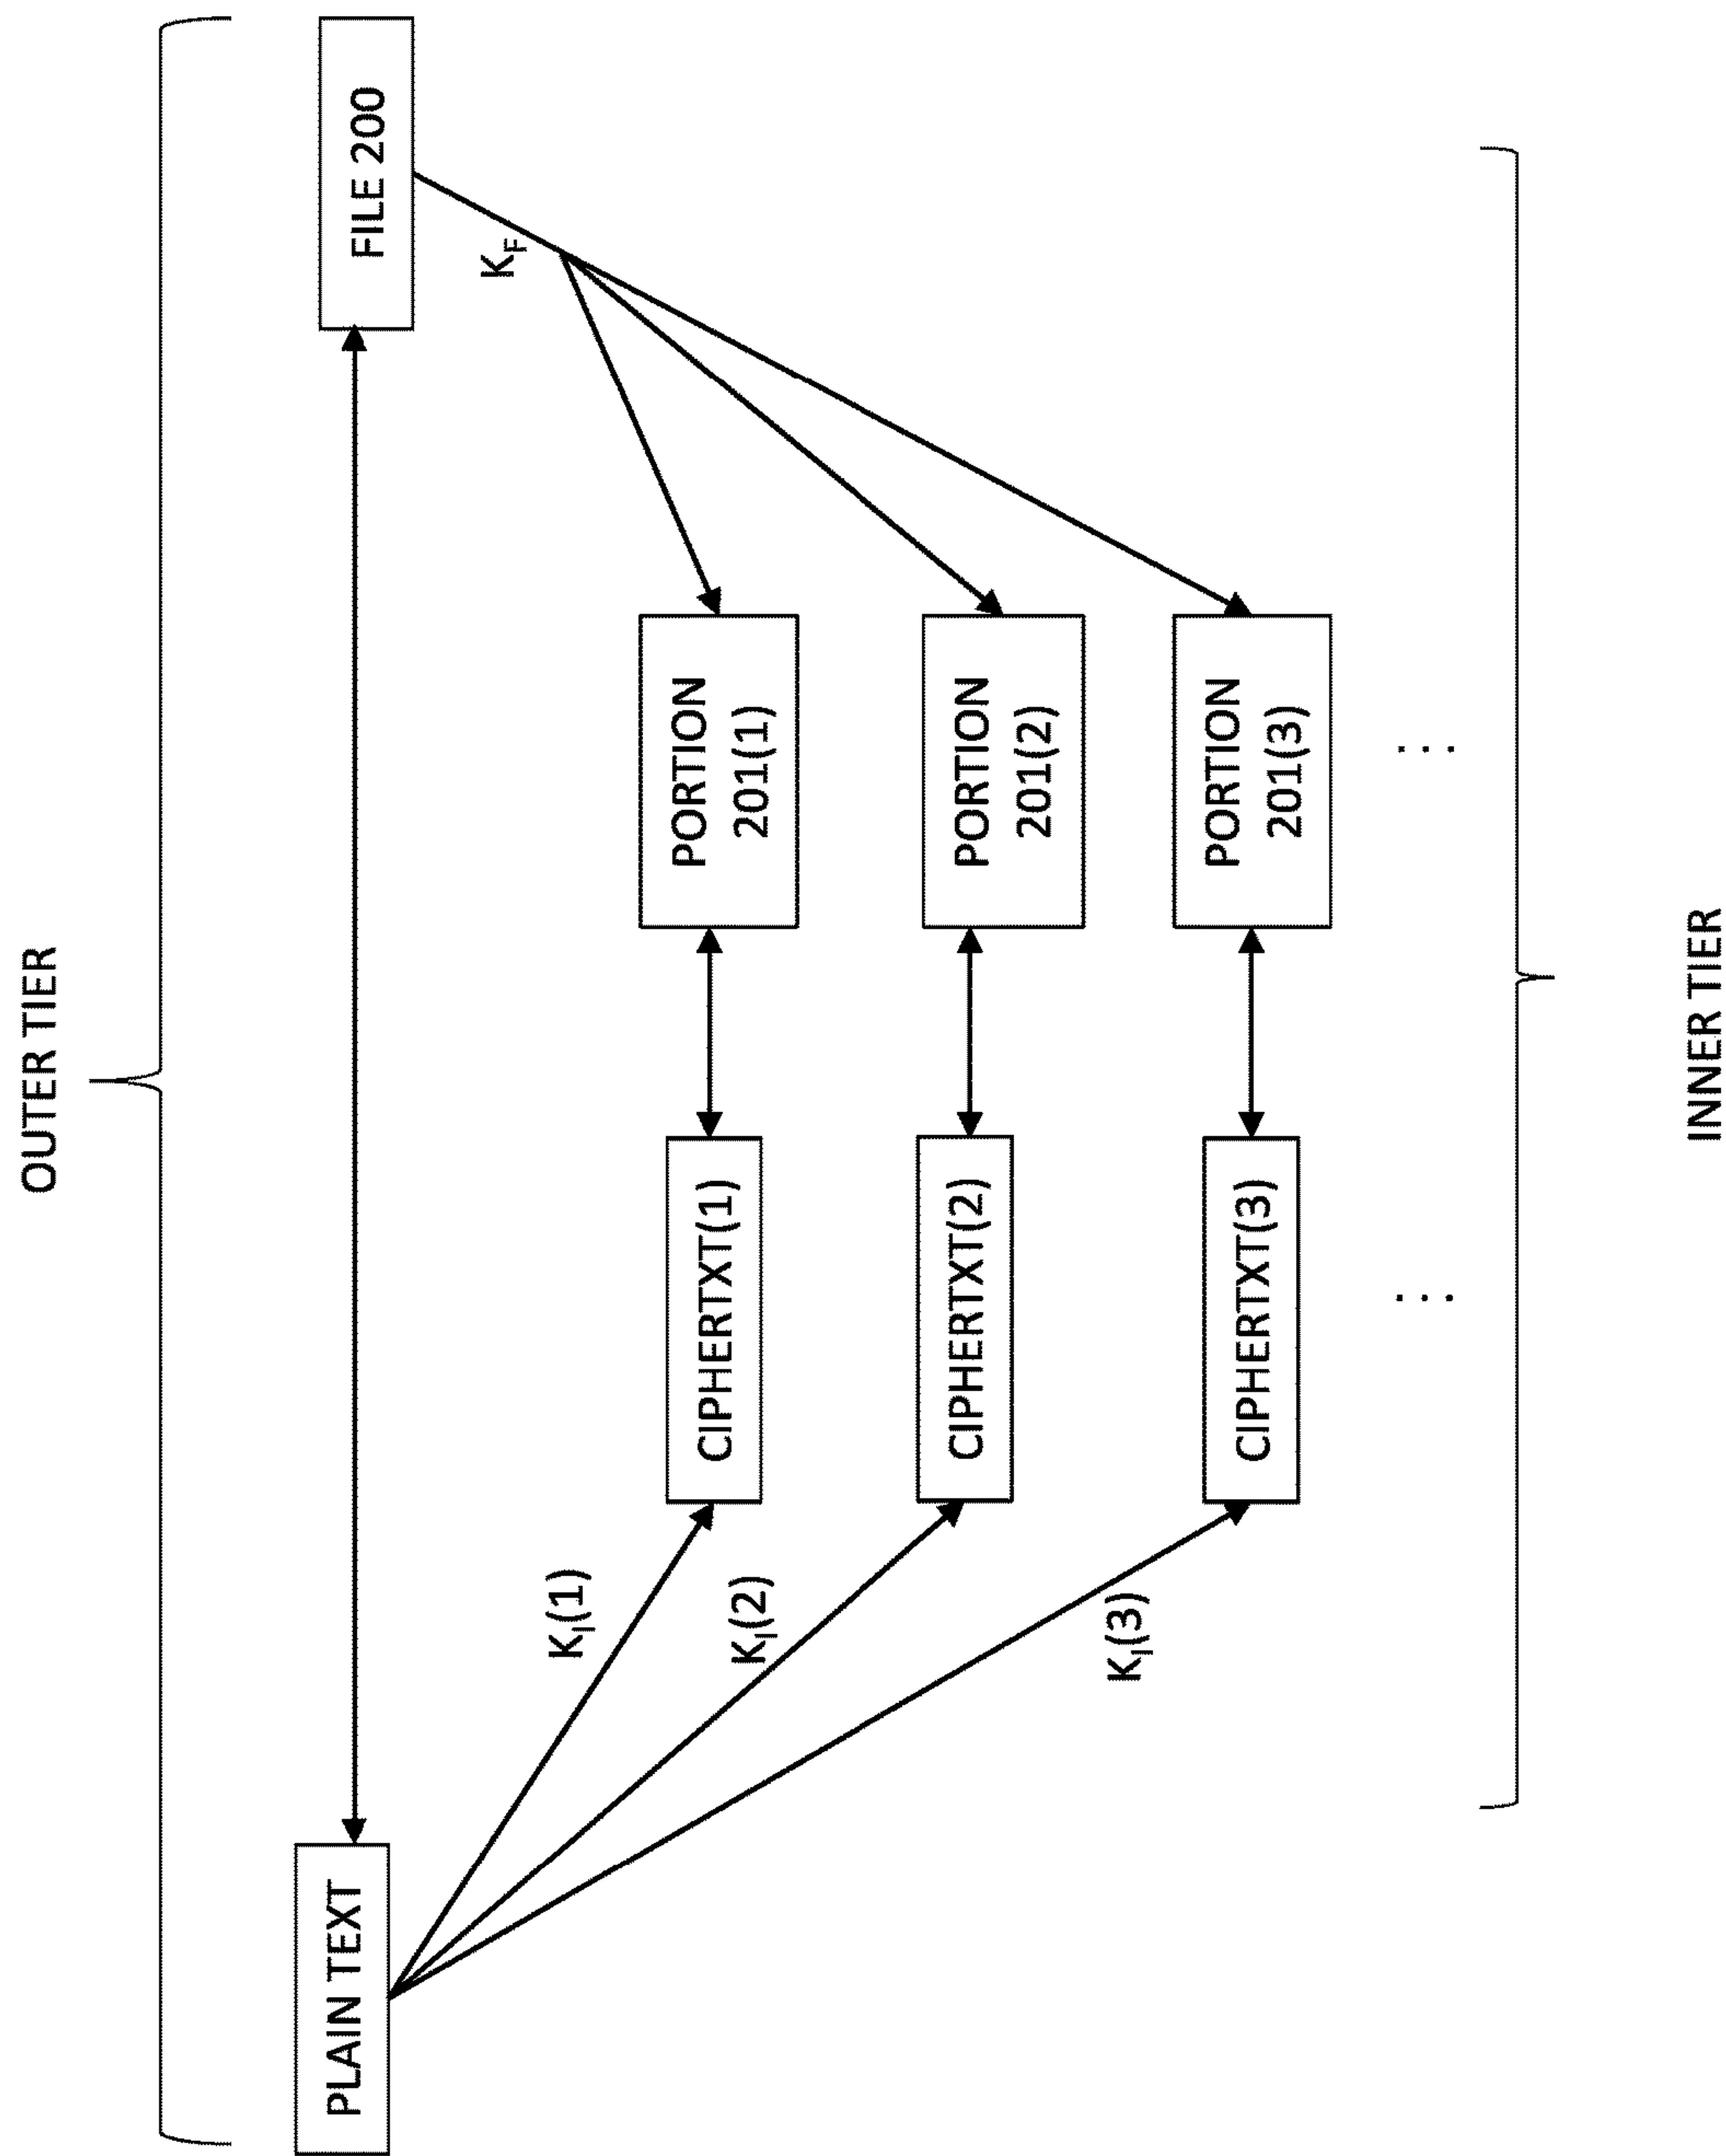 OUTER TIER
PLAIN TEXT
FILE 200
K_F
K_I(1)
CIPHERTXT(1)
PORTION
201(1)
K_I(2)
CIPHERTXT(2)
PORTION
201(2)
K_I(3)
CIPHERTXT(3)
PORTION
201(3)
...
...
INNER TIER